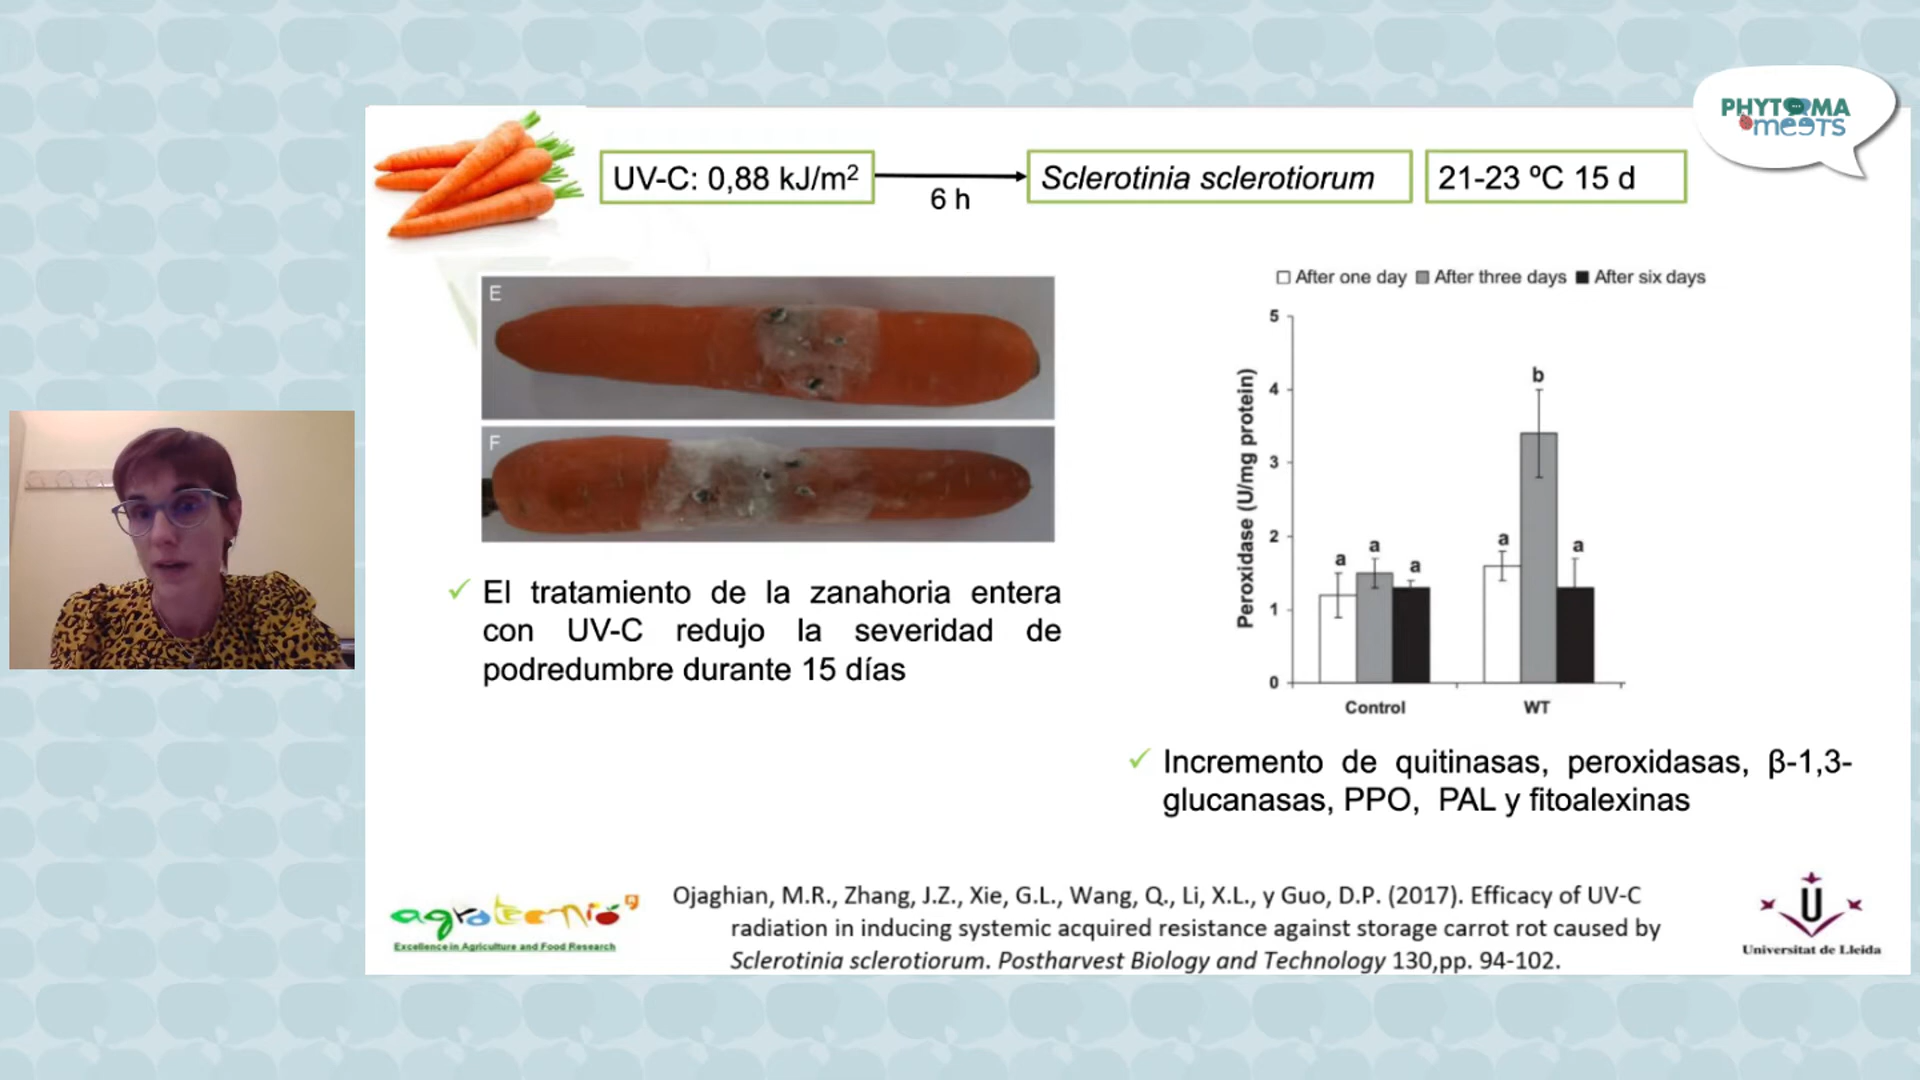 PHYTOMA
meeTs
UV-C: 0,88 kJ/m²
6 h
Sclerotinia sclerotiorum
21-23 ºC 15 d
E
F
El tratamiento de la zanahoria entera
con UV-C redujo la severidad de
podredumbre durante 15 días
After one day After three days After six days
Peroxidase (U/mg protein)
5
4
3
2
1
0
a a a
a b a
Control WT
Incremento de quitinasas, peroxidasas, β-1,3-
glucanasas, PPO, PAL y fitoalexinas
agrotecnio
Excellence in Agriculture and Food Research
Ojaghian, M.R., Zhang, J.Z., Xie, G.L., Wang, Q., Li, X.L., y Guo, D.P. (2017). Efficacy of UV-C
radiation in inducing systemic acquired resistance against storage carrot rot caused by
Sclerotinia sclerotiorum. Postharvest Biology and Technology 130,pp. 94-102.
U
Universitat de Lleida